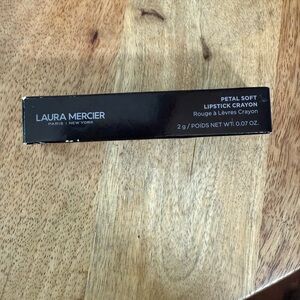 LAURA MERCIER
PARIS | NEW YORK
PETAL SOFT
LIPSTICK CRAYON
Rouge à Lèvres Crayon
2 g / POIDS NET WT: 0.07 OZ.